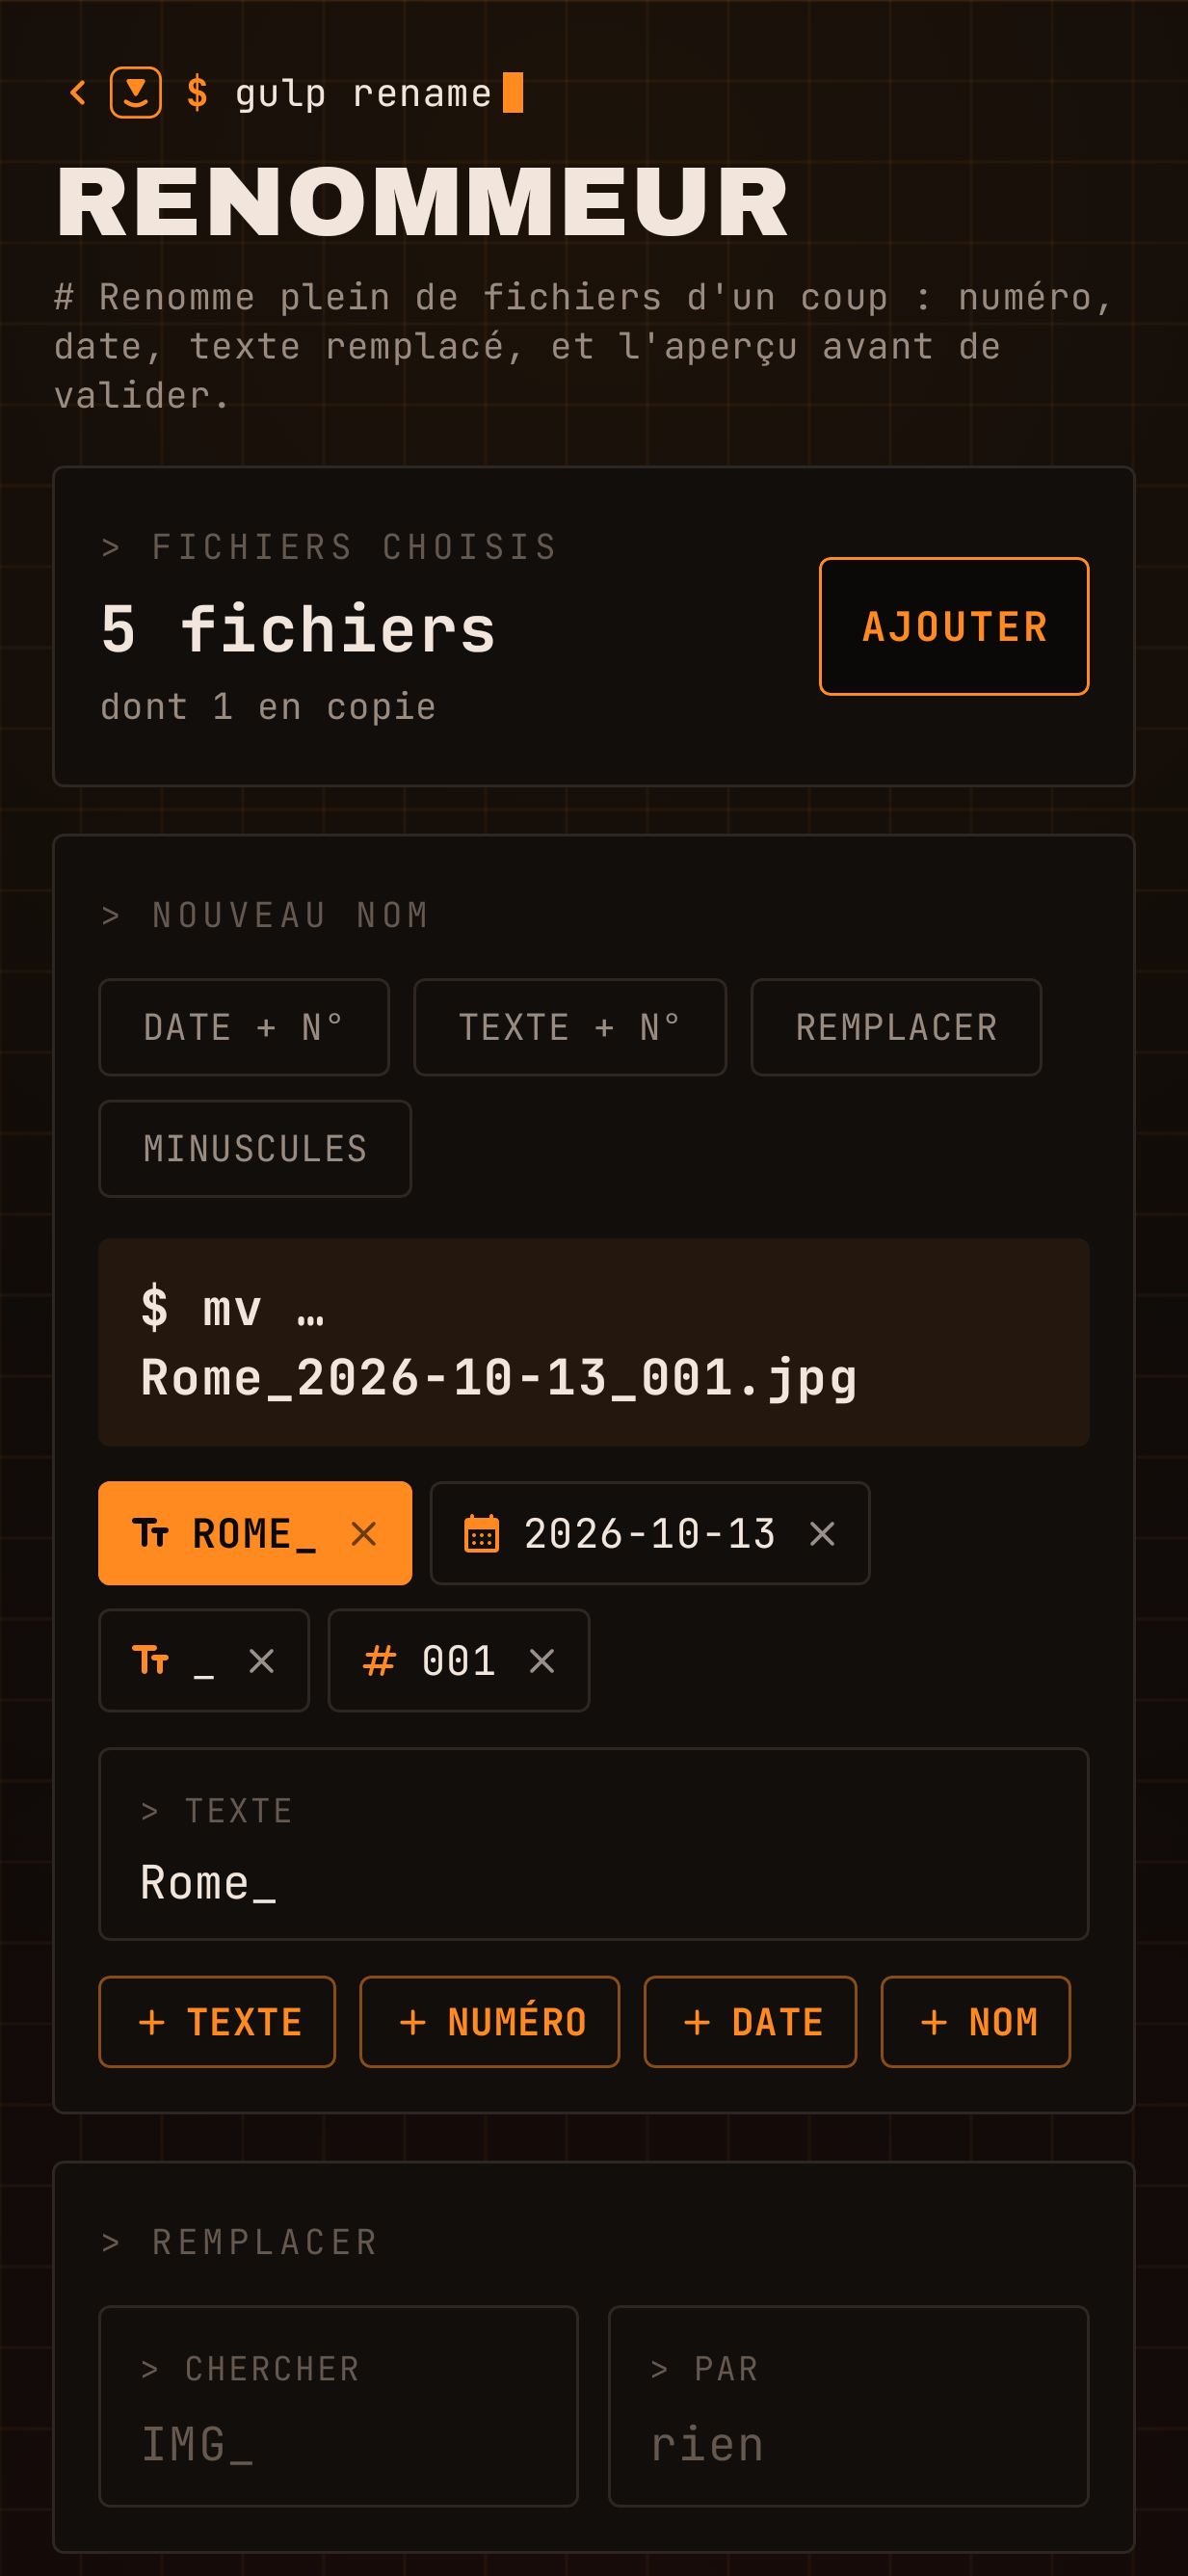 $ gulp rename
RENOMMEUR
# Renomme plein de fichiers d'un coup : numéro,
date, texte remplacé, et l'aperçu avant de
valider.
> FICHIERS CHOISIS
5 fichiers
dont 1 en copie
AJOUTER
> NOUVEAU NOM
DATE + N° TEXTE + N° REMPLACER
MINUSCULES
$ mv …
Rome_2026-10-13_001.jpg
ROME_ 2026-10-13
_ # 001
> TEXTE
Rome_
+ TEXTE + NUMÉRO + DATE + NOM
> REMPLACER
> CHERCHER > PAR
IMG_ rien